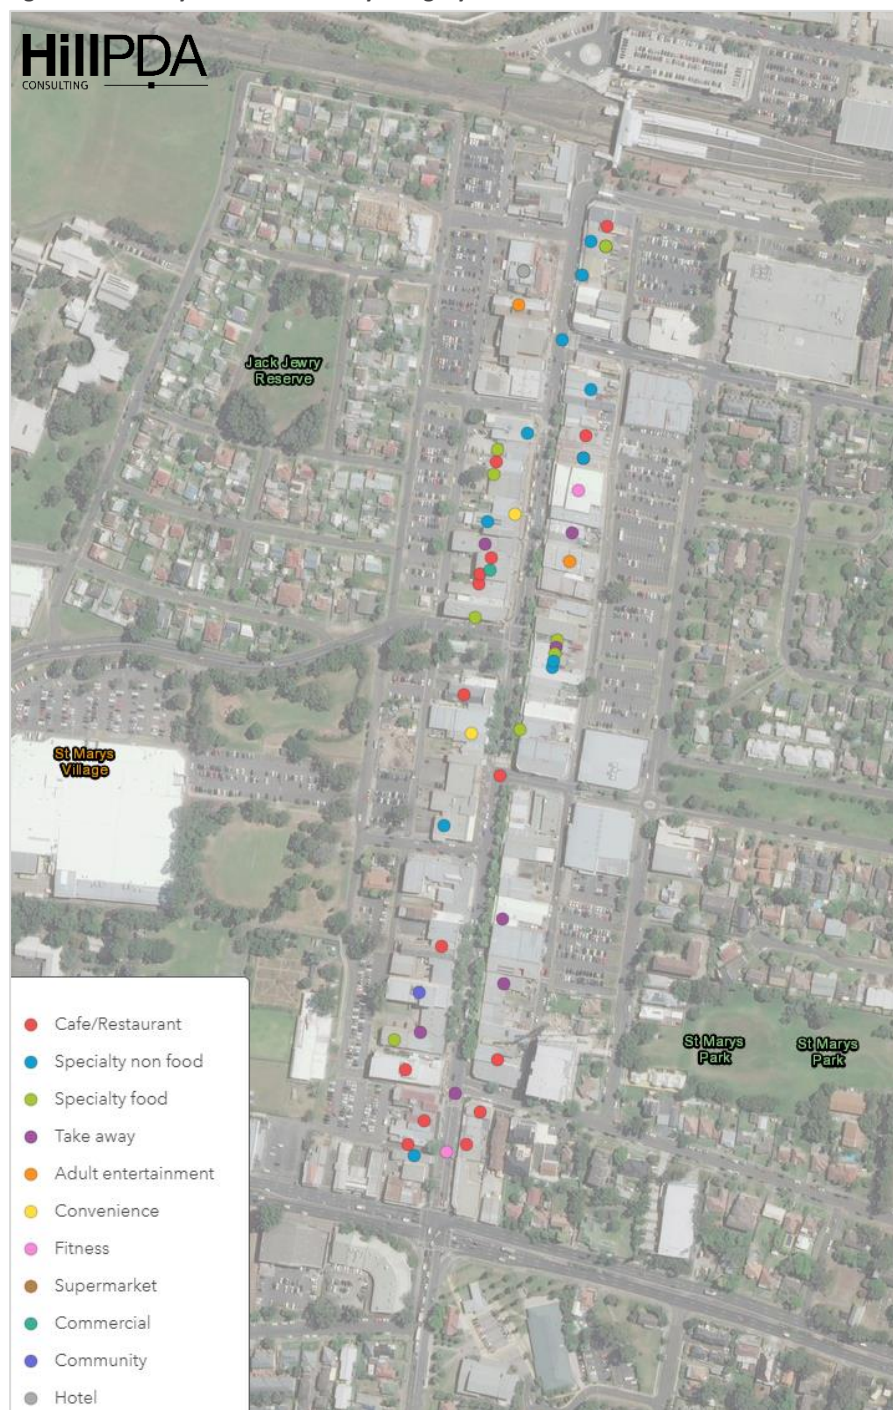 HillPDA
CONSULTING
Jack Jewry
Reserve
St Marys
Village
St Marys
Park
St Marys
Park
Cafe/Restaurant
Specialty non food
Specialty food
Take away
Adult entertainment
Convenience
Fitness
Supermarket
Commercial
Community
Hotel